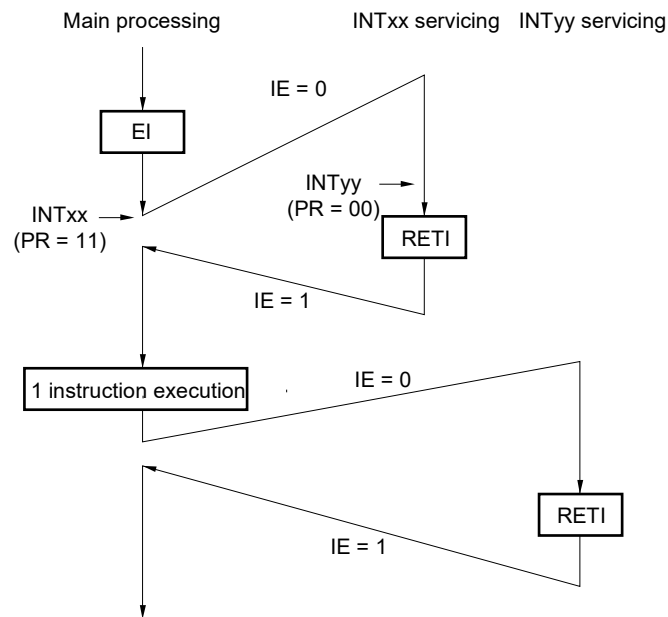 Main processing
INTxx servicing
INTyy servicing
IE = 0
EI
INTyy
(PR = 00)
INTxx
(PR = 11)
RETI
IE = 1
1 instruction execution
IE = 0
RETI
IE = 1